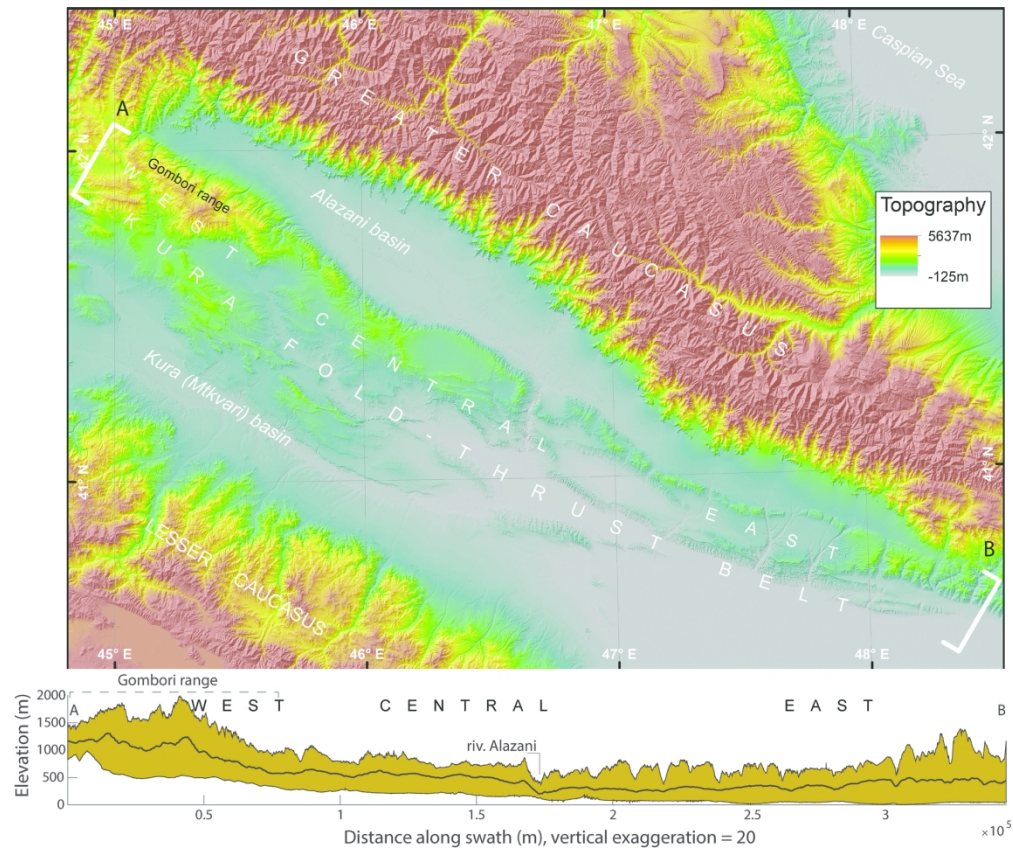 45° E
46° E
47° E
48° E
Caspian Sea
GREATER CAUCASUS
A
42° N
42° N
Gombori range
WEST
Alazani basin
KURA FOLD-THRUST BELT
Topography
5637m
-125m
CENTRAL
Kura (Mtkvari) basin
41° N
41° N
EAST
LESSER CAUCASUS
B
45° E
46° E
47° E
48° E
Gombori range
WEST
CENTRAL
EAST
A
B
riv. Alazani
Elevation (m)
2000
1500
1000
500
0
0.5
1
1.5
2
2.5
3
×10⁵
Distance along swath (m), vertical exaggeration = 20